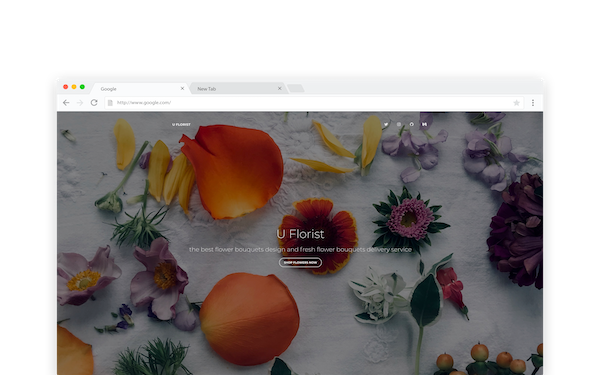 Google
New Tab
http://www.google.com/
U FLORIST
U Florist
the best flower bouquets design and fresh flower bouquets delivery service
SHOP FLOWERS NOW